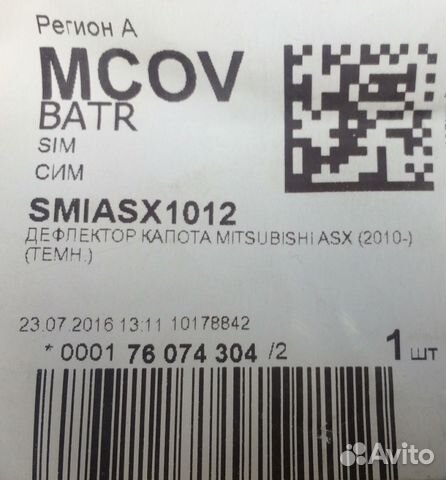 Регион А
MCOV
BATR
SIM
СИМ
SMIASX1012
ДЕФЛЕКТОР КАПОТА MITSUBISHI ASX (2010-)
(ТЕМН.)
23.07.2016 13:11 10178842
* 0001 76 074 304 /2
1 шт
Avito